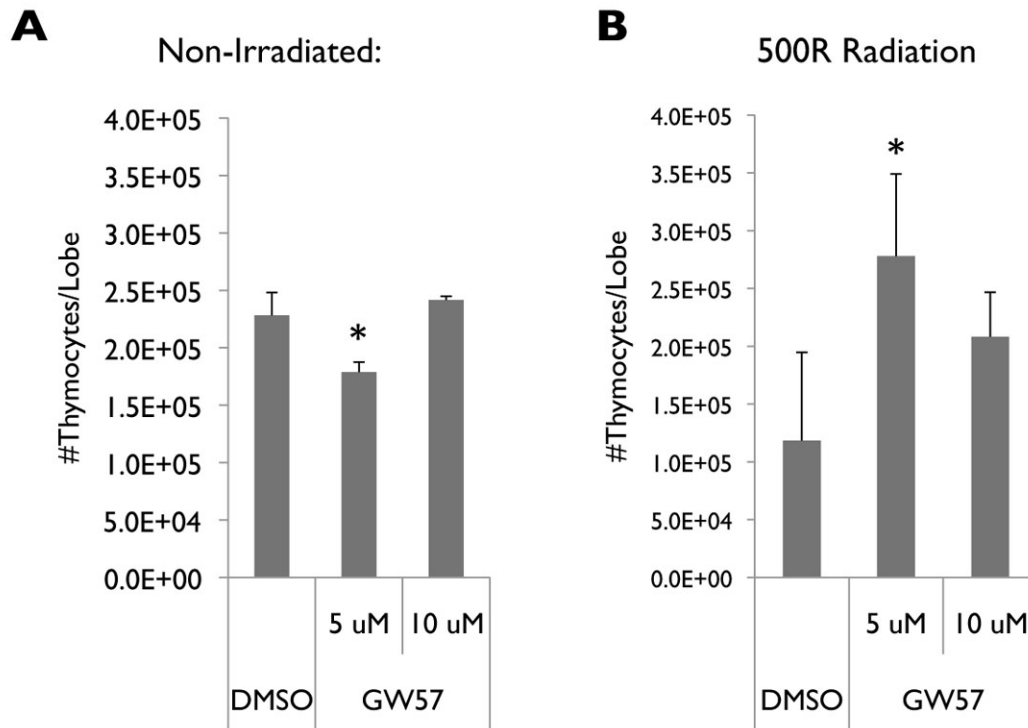 A
Non-Irradiated:
#Thymocytes/Lobe
4.0E+05
3.5E+05
3.0E+05
2.5E+05
2.0E+05
1.5E+05
1.0E+05
5.0E+04
0.0E+00
*
5 uM 10 uM
DMSO GW57
B
500R Radiation
#Thymocytes/Lobe
4.0E+05
3.5E+05
3.0E+05
2.5E+05
2.0E+05
1.5E+05
1.0E+05
5.0E+04
0.0E+00
*
5 uM 10 uM
DMSO GW57